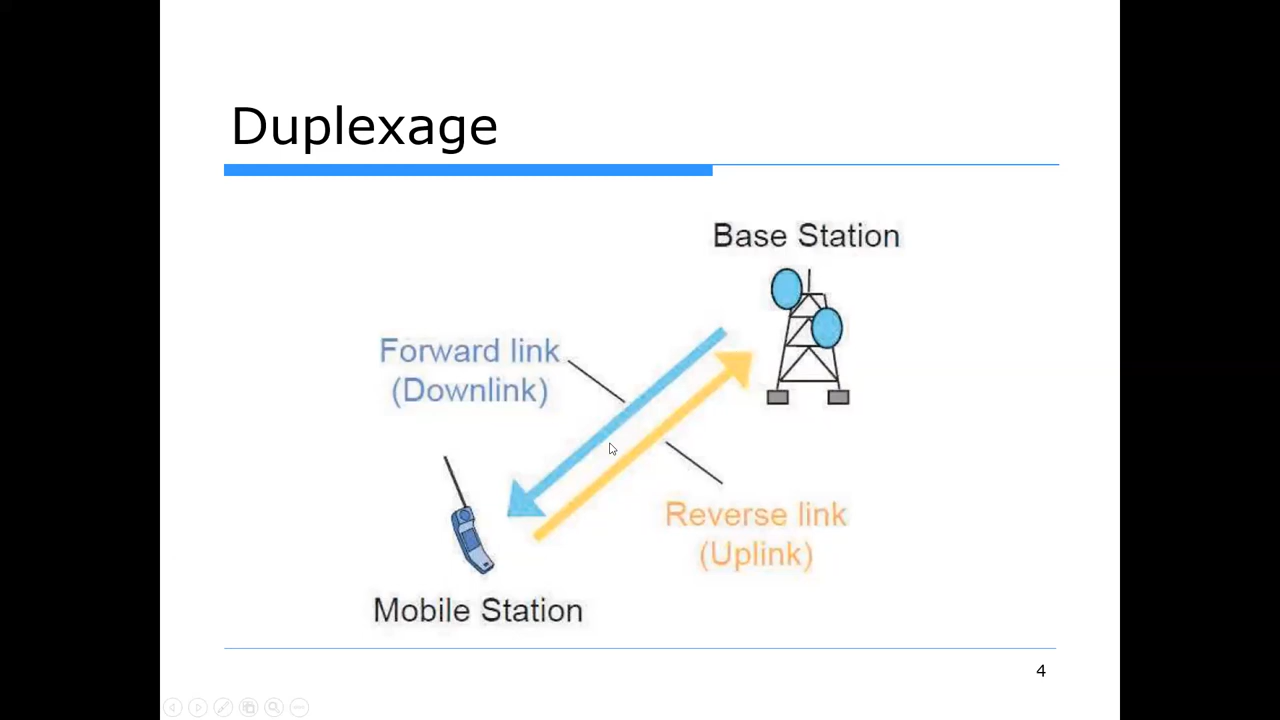 Duplexage
Base Station
Forward link
(Downlink)
Reverse link
(Uplink)
Mobile Station
4